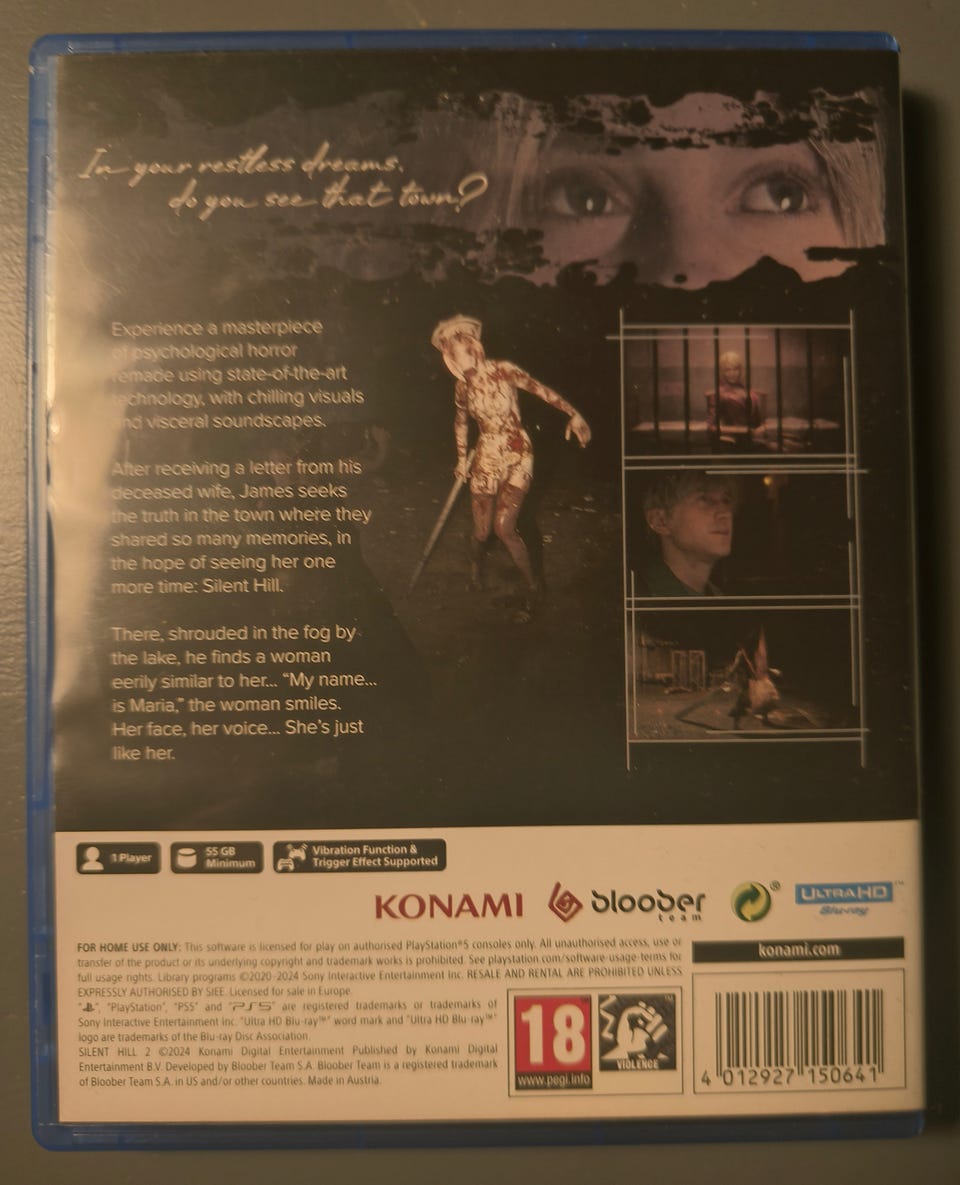 In your restless dreams,
do you see that town?
Experience a masterpiece
of psychological horror
remade using state-of-the-art
technology, with chilling visuals
and visceral soundscapes.
After receiving a letter from his
deceased wife, James seeks
the truth in the town where they
shared so many memories, in
the hope of seeing her one
more time: Silent Hill.
There, shrouded in the fog by
the lake, he finds a woman
eerily similar to her... “My name...
is Maria,” the woman smiles.
Her face, her voice... She’s just
like her.
1 Player
55 GB
Minimum
Vibration Function &
Trigger Effect Supported
KONAMI
bloober
team
®
ULTRA HD™
Blu-ray
FOR HOME USE ONLY: This software is licensed for play on authorised PlayStation®5 consoles only. All unauthorised access, use or
transfer of the product or its underlying copyright and trademark works is prohibited. See playstation.com/software-usage-terms for
full usage rights. Library programs ©2020-2024 Sony Interactive Entertainment Inc. RESALE AND RENTAL ARE PROHIBITED UNLESS
EXPRESSLY AUTHORISED BY SIEE. Licensed for sale in Europe.
“ ”, “PlayStation”, “PS5” and “PS5” are registered trademarks or trademarks of
Sony Interactive Entertainment Inc. “Ultra HD Blu-ray™” word mark and “Ultra HD Blu-ray™”
logo are trademarks of the Blu-ray Disc Association.
SILENT HILL 2 ©2024 Konami Digital Entertainment Published by Konami Digital
Entertainment B.V. Developed by Bloober Team S.A. Bloober Team is a registered trademark
of Bloober Team S.A. in US and/or other countries. Made in Austria.
konami.com
18
www.pegi.info
VIOLENCE
4 012927 150641